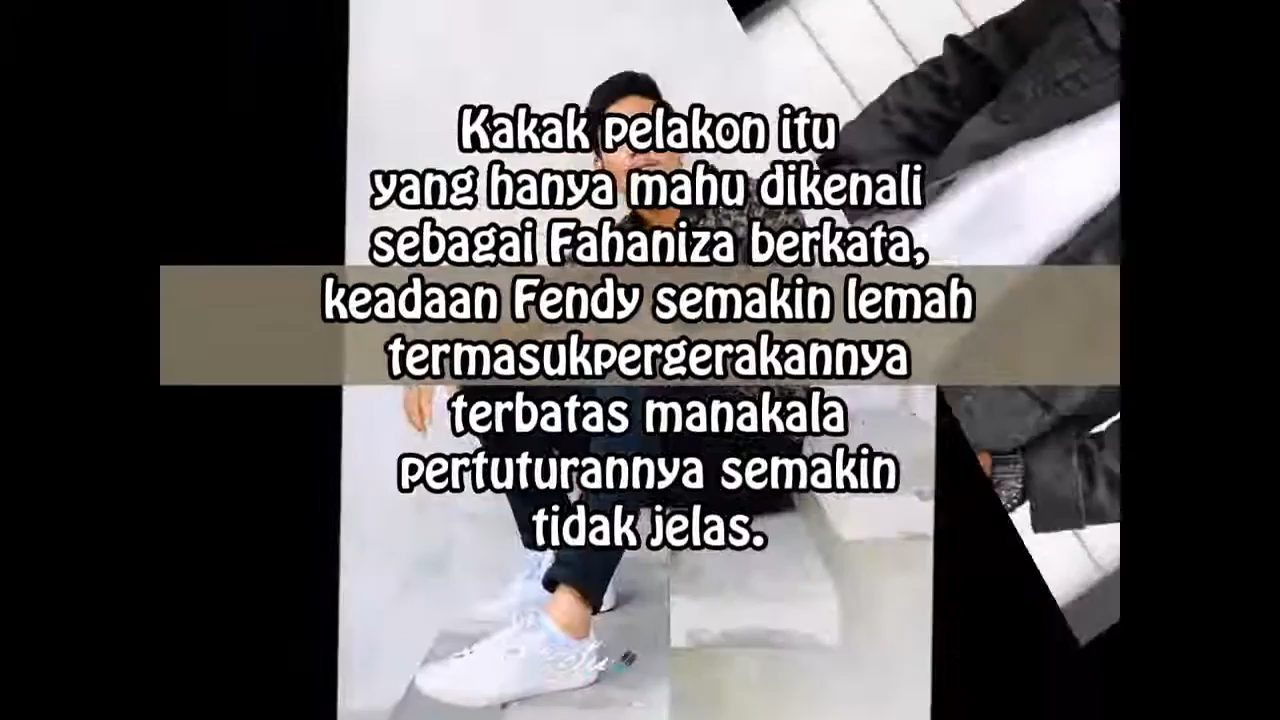 Kakak pelakon itu
yang hanya mahu dikenali
sebagai Fahaniza berkata,
keadaan Fendy semakin lemah
termasukpergerakannya
terbatas manakala
pertuturannya semakin
tidak jelas.